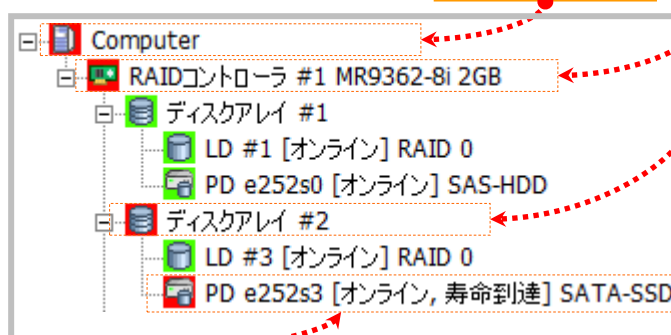 Computer
RAIDコントローラ #1 MR9362-8i 2GB
ディスクアレイ #1
LD #1 [オンライン] RAID 0
PD e252s0 [オンライン] SAS-HDD
ディスクアレイ #2
LD #3 [オンライン] RAID 0
PD e252s3 [オンライン, 寿命到達] SATA-SSD